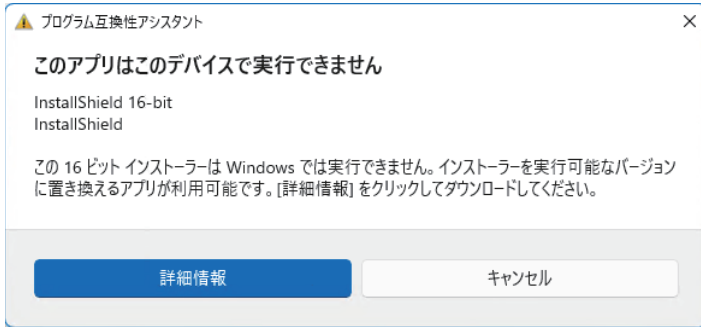 プログラム互換性アシスタント
このアプリはこのデバイスで実行できません
InstallShield 16-bit
InstallShield
この 16 ビット インストーラーは Windows では実行できません。インストーラーを実行可能なバージョン
に置き換えるアプリが利用可能です。[詳細情報] をクリックしてダウンロードしてください。
詳細情報
キャンセル